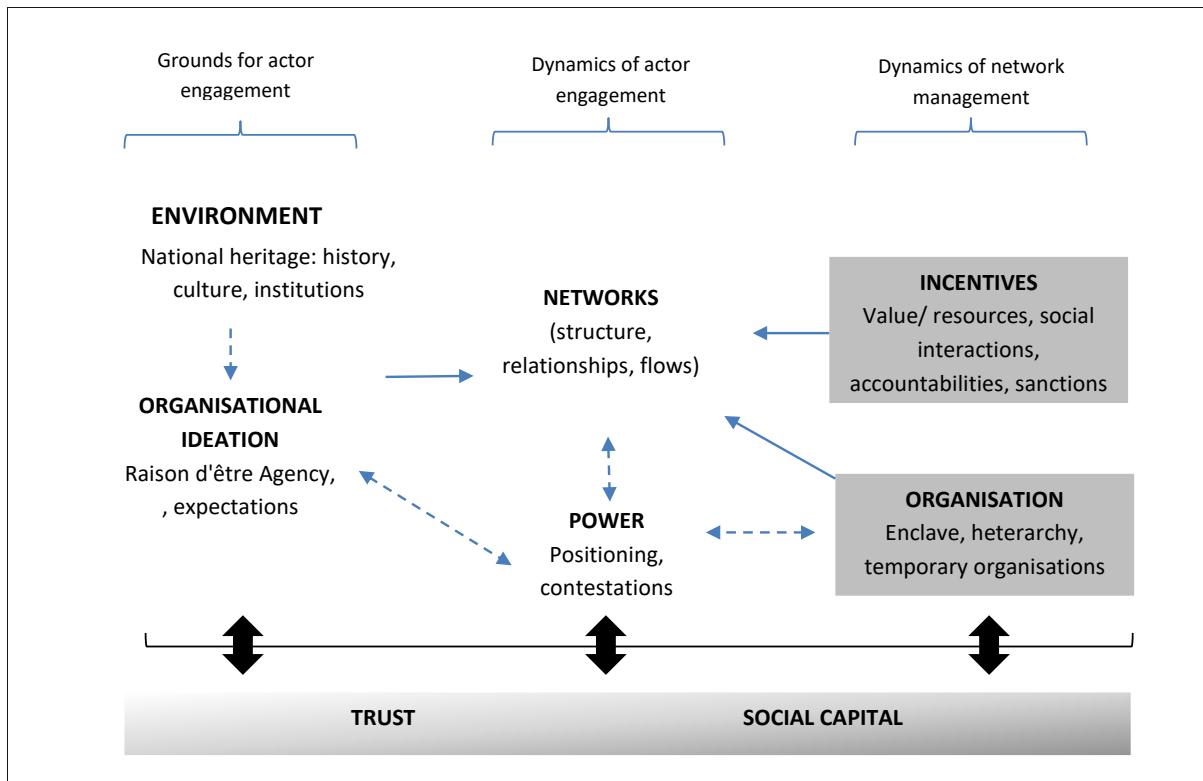 Grounds for actor
engagement
Dynamics of actor
engagement
Dynamics of network
management
ENVIRONMENT
National heritage: history,
culture, institutions
ORGANISATIONAL
IDEATION
Raison d'être Agency,
, expectations
NETWORKS
(structure,
relationships, flows)
POWER
Positioning,
contestations
INCENTIVES
Value/ resources, social
interactions,
accountabilities, sanctions
ORGANISATION
Enclave, heterarchy,
temporary organisations
TRUST
SOCIAL CAPITAL